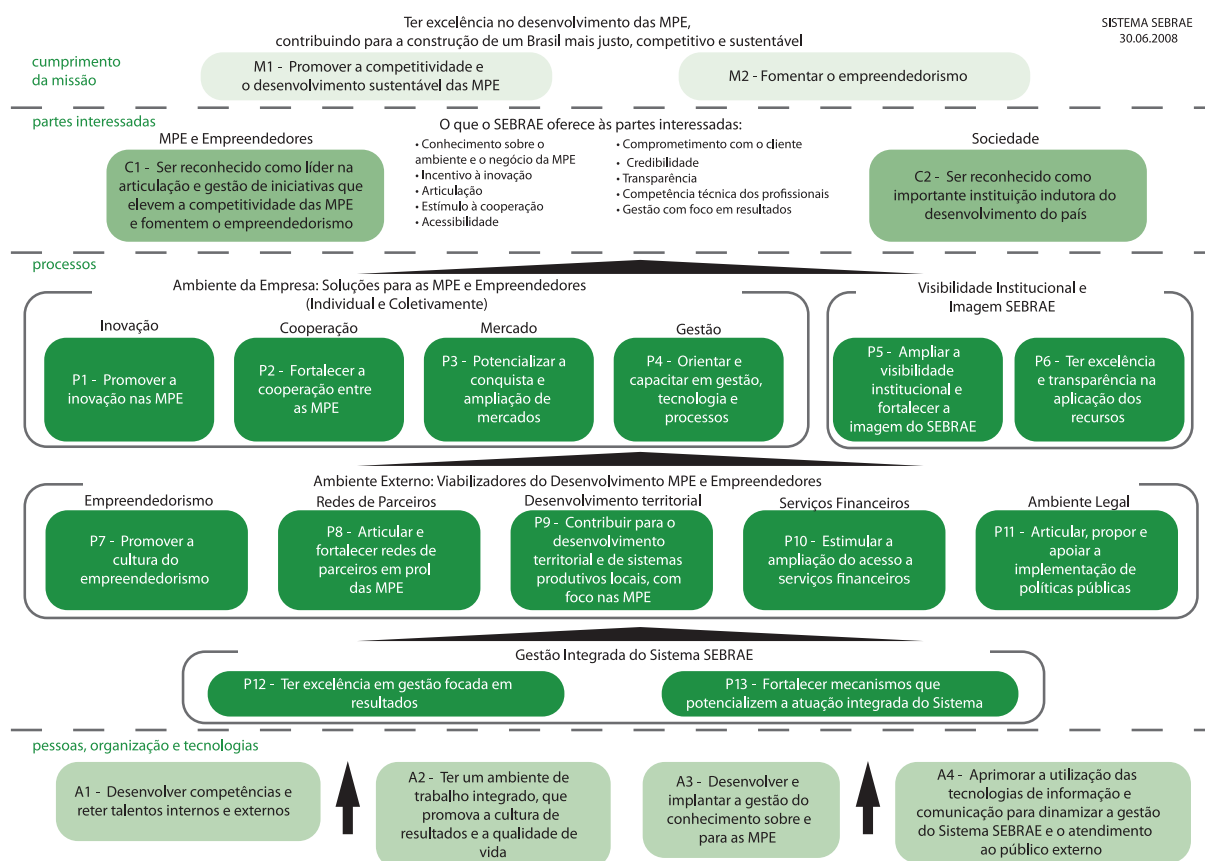 Ter excelência no desenvolvimento das MPE,
contribuindo para a construção de um Brasil mais justo, competitivo e sustentável
SISTEMA SEBRAE
30.06.2008
cumprimento
da missão
M1 - Promover a competitividade e
o desenvolvimento sustentável das MPE
M2 - Fomentar o empreendedorismo
partes interessadas
MPE e Empreendedores
C1 - Ser reconhecido como líder na
articulação e gestão de iniciativas que
elevem a competitividade das MPE
e fomentem o empreendedorismo
O que o SEBRAE oferece às partes interessadas:
• Conhecimento sobre o
ambiente e o negócio da MPE
• Incentivo à inovação
• Articulação
• Estímulo à cooperação
• Acessibilidade
• Comprometimento com o cliente
• Credibilidade
• Transparência
• Competência técnica dos profissionais
• Gestão com foco em resultados
Sociedade
C2 - Ser reconhecido como
importante instituição indutora do
desenvolvimento do país
processos
Ambiente da Empresa: Soluções para as MPE e Empreendedores
(Individual e Coletivamente)
Inovação
P1 - Promover a
inovação nas MPE
Cooperação
P2 - Fortalecer a
cooperação entre
as MPE
Mercado
P3 - Potencializar a
conquista e
ampliação de
mercados
Gestão
P4 - Orientar e
capacitar em gestão,
tecnologia e
processos
Visibilidade Institucional e
Imagem SEBRAE
P5 - Ampliar a
visibilidade
institucional e
fortalecer a
imagem do SEBRAE
P6 - Ter excelência
e transparência na
aplicação dos
recursos
Ambiente Externo: Viabilizadores do Desenvolvimento MPE e Empreendedores
Empreendedorismo
P7 - Promover a
cultura do
empreendedorismo
Redes de Parceiros
P8 - Articular e
fortalecer redes de
parceiros em prol
das MPE
Desenvolvimento territorial
P9 - Contribuir para o
desenvolvimento
territorial e de sistemas
produtivos locais, com
foco nas MPE
Serviços Financeiros
P10 - Estimular a
ampliação do acesso a
serviços financeiros
Ambiente Legal
P11 - Articular, propor e
apoiar a
implementação de
políticas públicas
Gestão Integrada do Sistema SEBRAE
P12 - Ter excelência em gestão focada em
resultados
P13 - Fortalecer mecanismos que
potencializem a atuação integrada do Sistema
pessoas, organização e tecnologias
A1 - Desenvolver competências e
reter talentos internos e externos
A2 - Ter um ambiente de
trabalho integrado, que
promova a cultura de
resultados e a qualidade de
vida
A3 - Desenvolver e
implantar a gestão do
conhecimento sobre e
para as MPE
A4 - Aprimorar a utilização das
tecnologias de informação e
comunicação para dinamizar a gestão
do Sistema SEBRAE e o atendimento
ao público externo